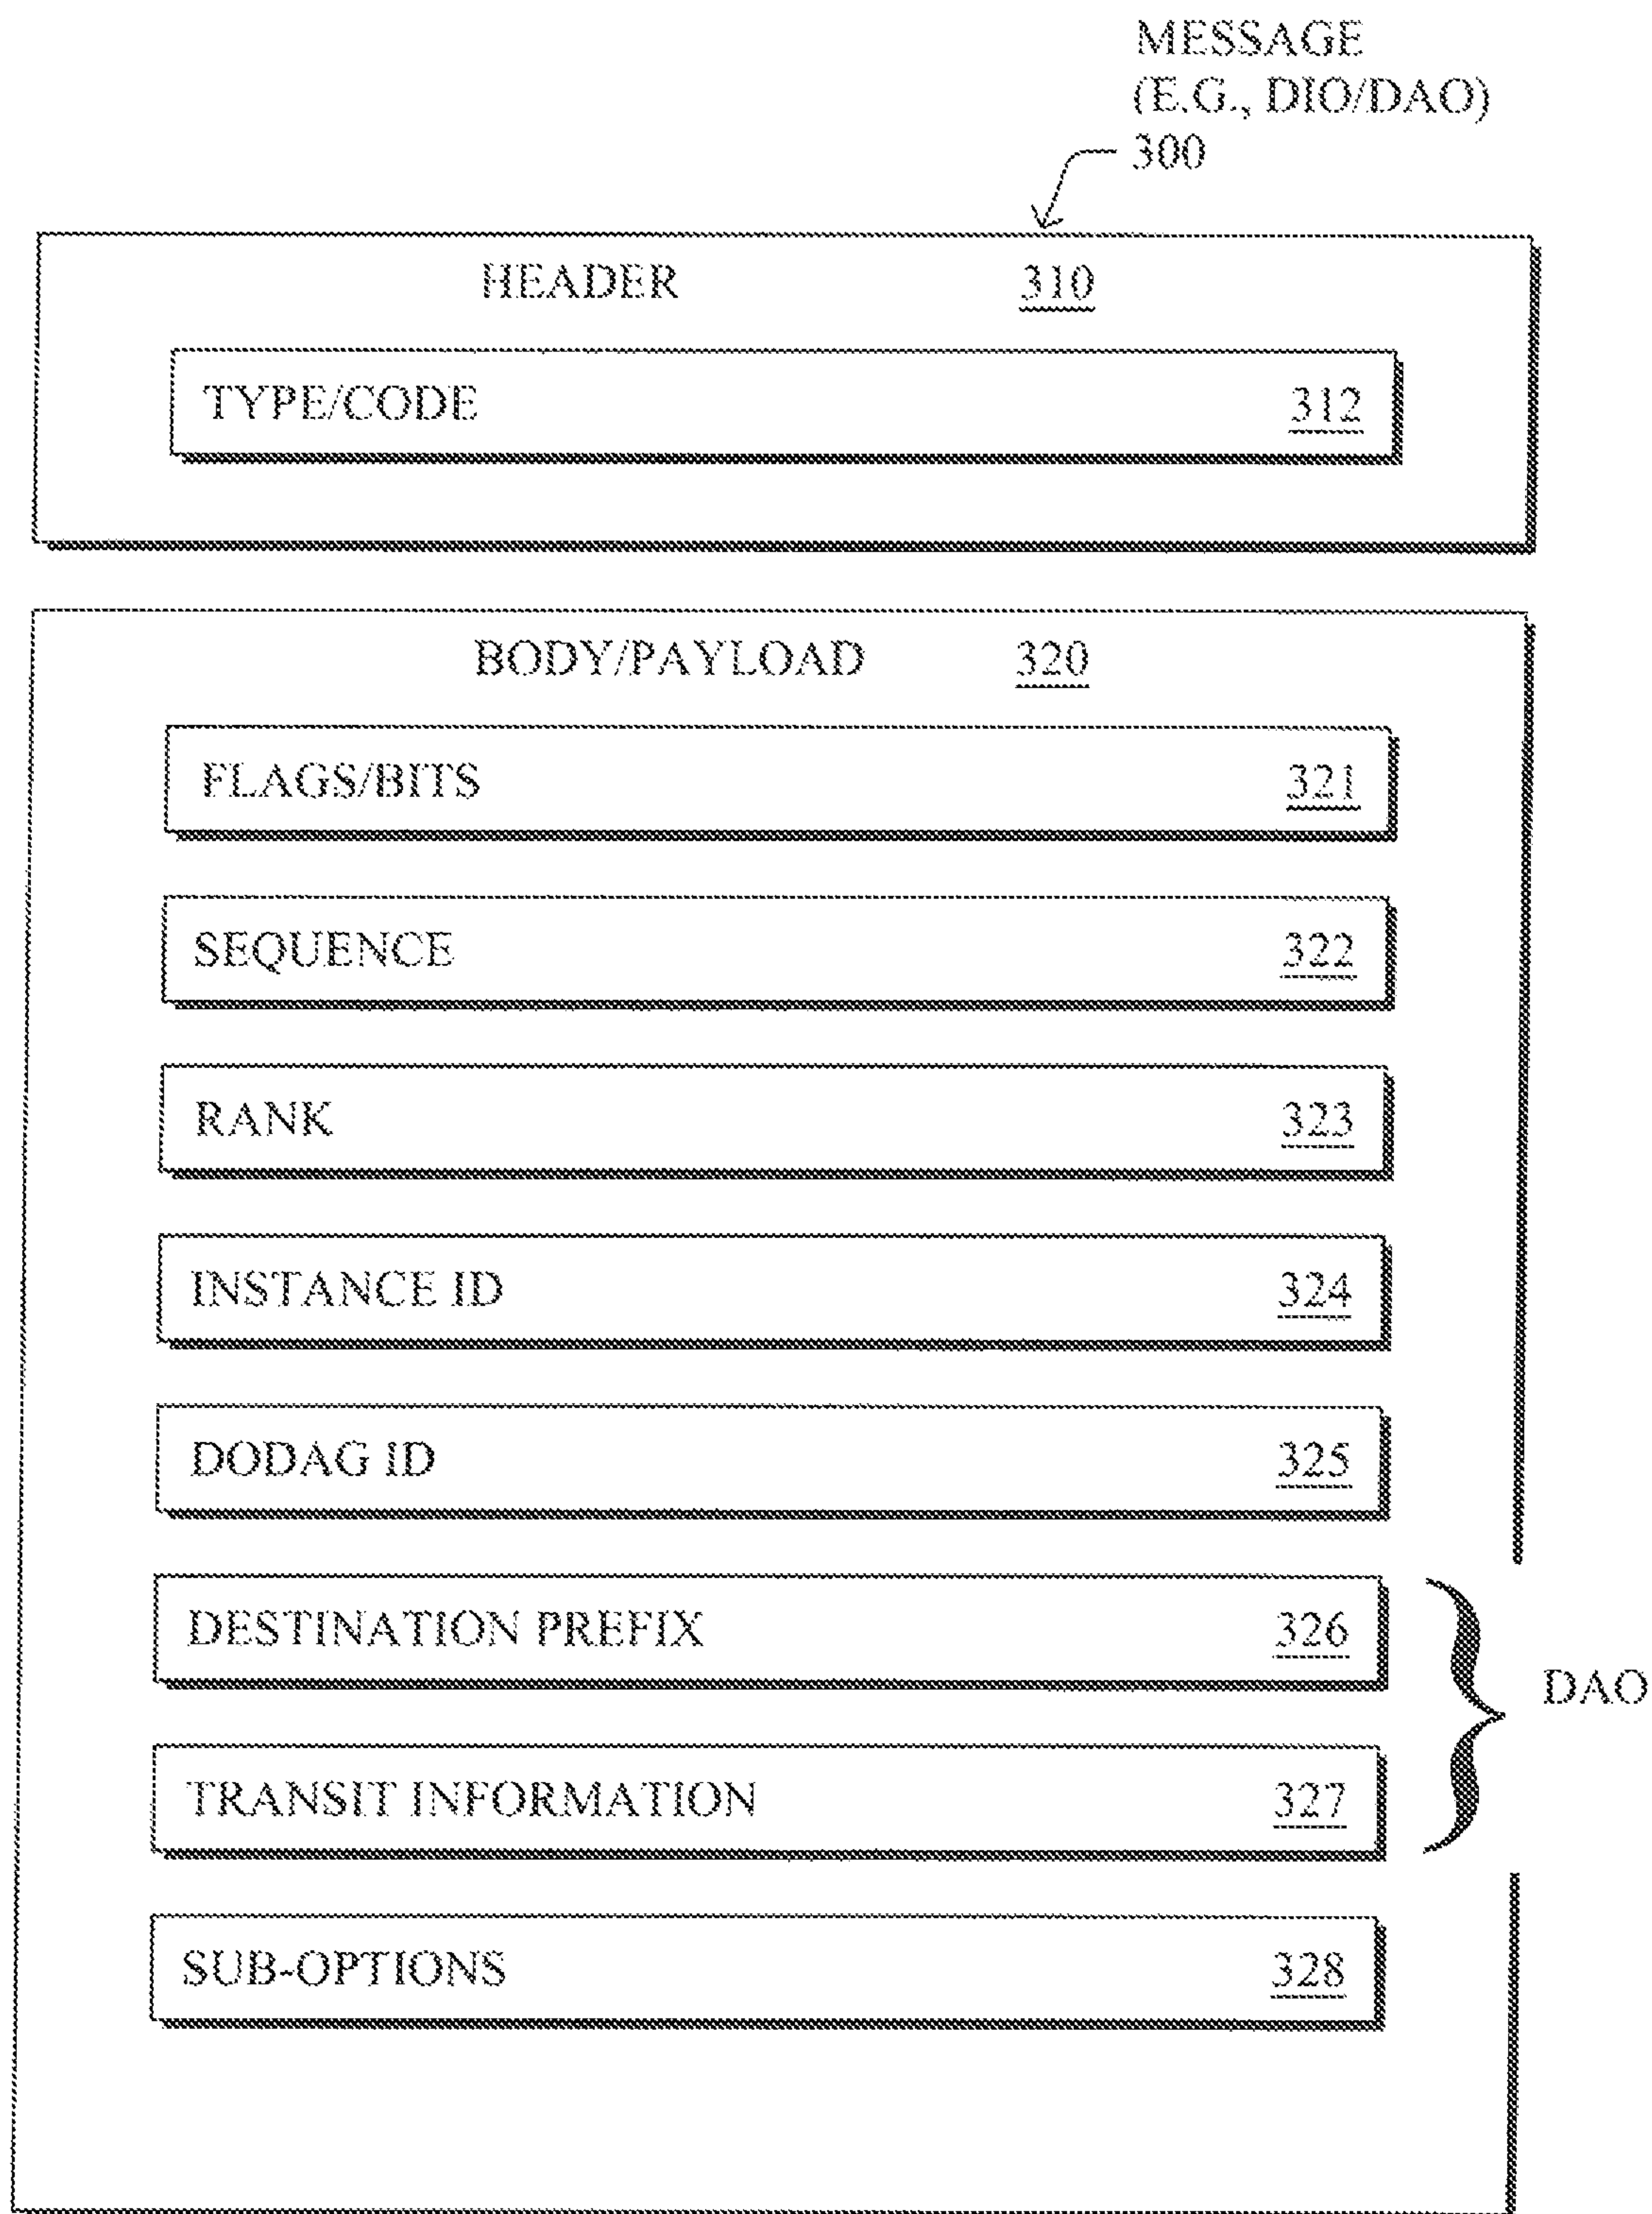 MESSAGE
(E.G., DIO/DAO)
300
HEADER 310
TYPE/CODE 312
BODY/PAYLOAD 320
FLAGS/BITS 321
SEQUENCE 322
RANK 323
INSTANCE ID 324
DODAG ID 325
DESTINATION PREFIX 326
DAO
TRANSIT INFORMATION 327
SUB-OPTIONS 328